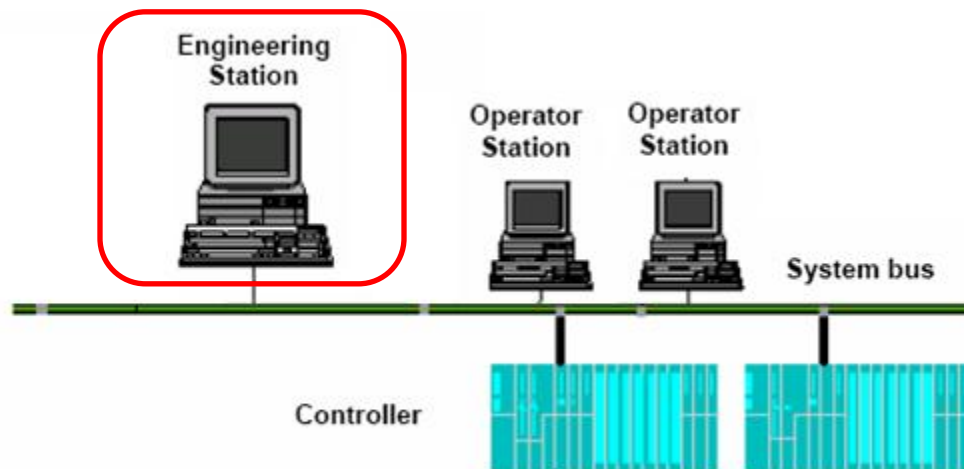 Engineering
Station
Operator
Station
Operator
Station
System bus
Controller